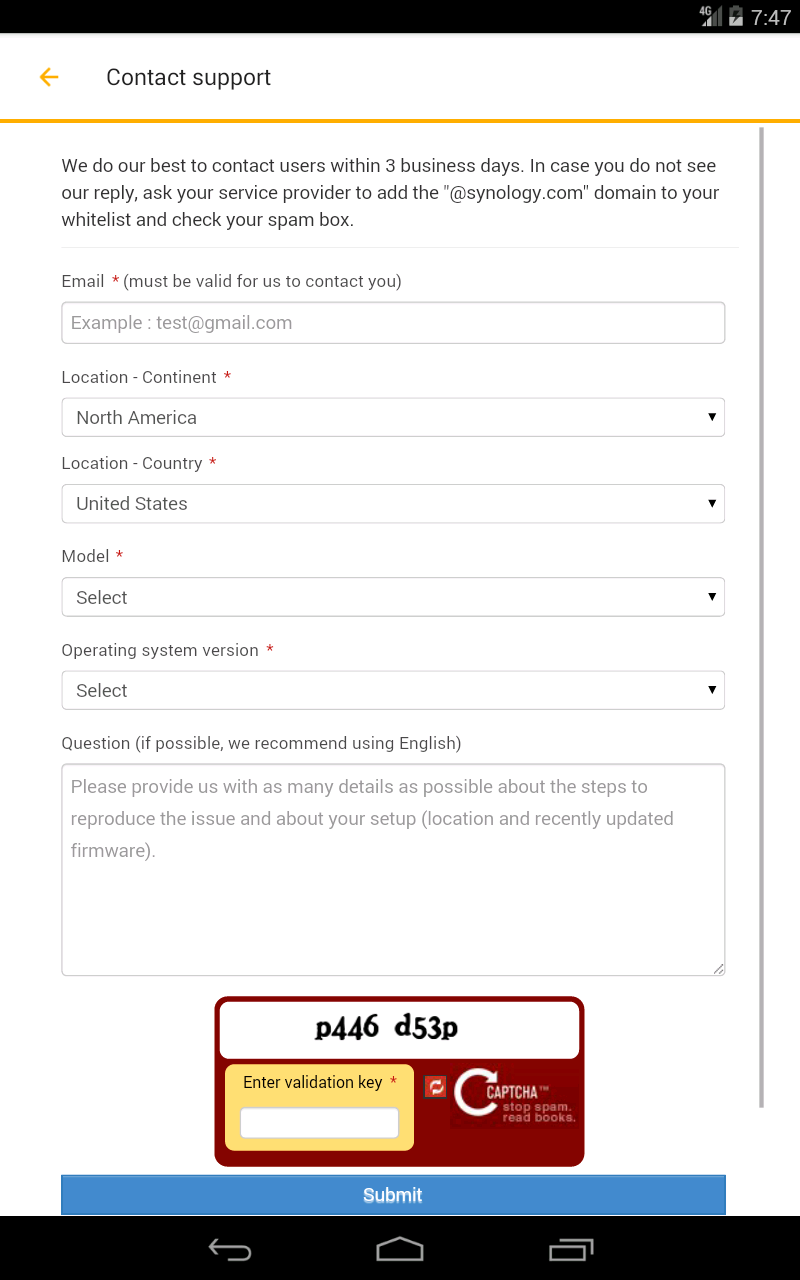 4G 7:47
Contact support
We do our best to contact users within 3 business days. In case you do not see
our reply, ask your service provider to add the "@synology.com" domain to your
whitelist and check your spam box.
Email * (must be valid for us to contact you)
Example : test@gmail.com
Location - Continent *
North America
Location - Country *
United States
Model *
Select
Operating system version *
Select
Question (if possible, we recommend using English)
Please provide us with as many details as possible about the steps to
reproduce the issue and about your setup (location and recently updated
firmware).
p446 d53p
Enter validation key *
CAPTCHA™
stop spam.
read books.
Submit